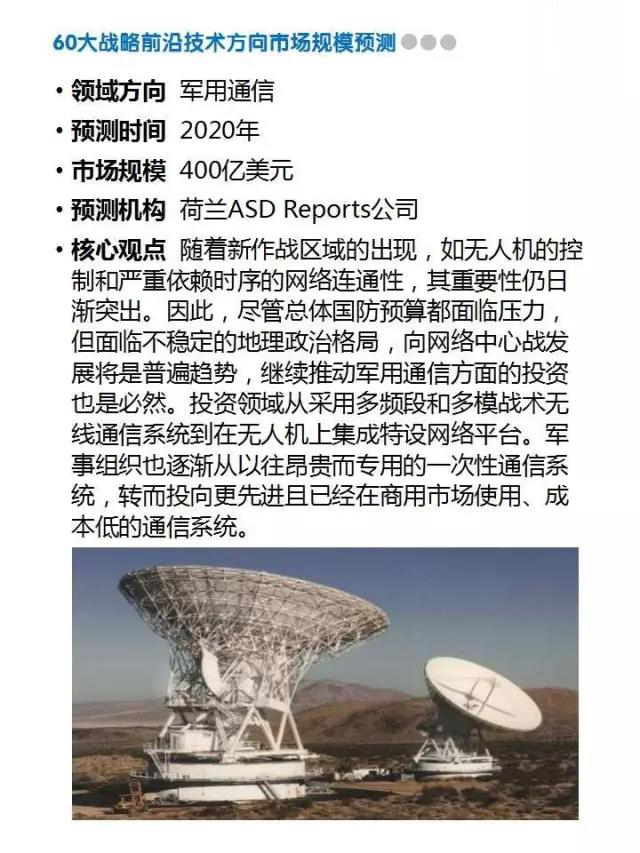 60大战略前沿技术方向市场规模预测
• 领域方向 军用通信
• 预测时间 2020年
• 市场规模 400亿美元
• 预测机构 荷兰ASD Reports公司
• 核心观点 随着新作战区域的出现，如无人机的控
制和严重依赖时序的网络连通性，其重要性仍日
渐突出。因此，尽管总体国防预算都面临压力，
但面临不稳定的地理政治格局，向网络中心战发
展将是普遍趋势，继续推动军用通信方面的投资
也是必然。投资领域从采用多频段和多模战术无
线通信系统到在无人机上集成特设网络平台。军
事组织也逐渐从以往昂贵而专用的一次性通信系
统，转而投向更先进且已经在商用市场使用、成
本低的通信系统。